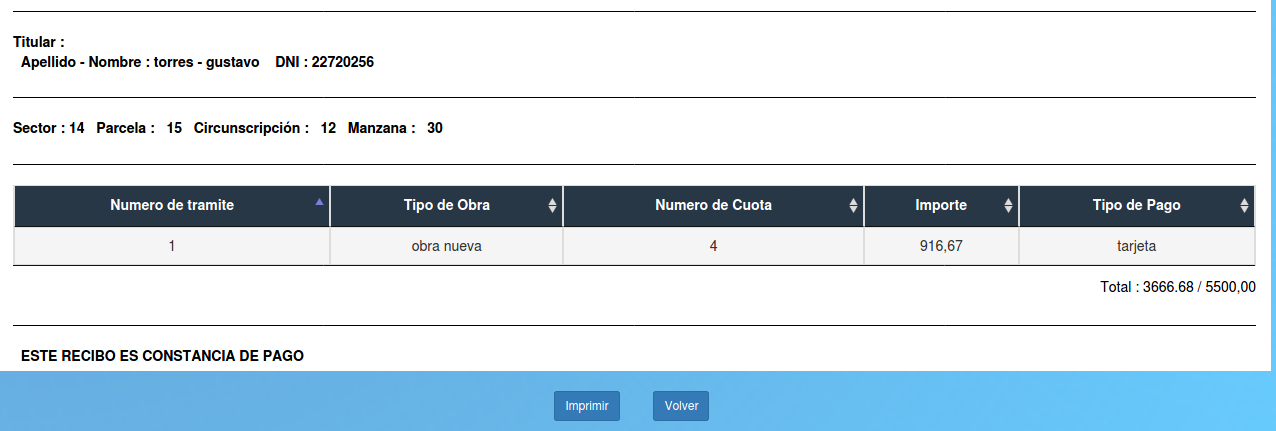 Titular :
Apellido - Nombre : torres - gustavo DNI : 22720256
Sector : 14 Parcela : 15 Circunscripción : 12 Manzana : 30
Numero de tramite Tipo de Obra Numero de Cuota Importe Tipo de Pago
1 obra nueva 4 916,67 tarjeta
Total : 3666.68 / 5500,00
ESTE RECIBO ES CONSTANCIA DE PAGO
Imprimir Volver